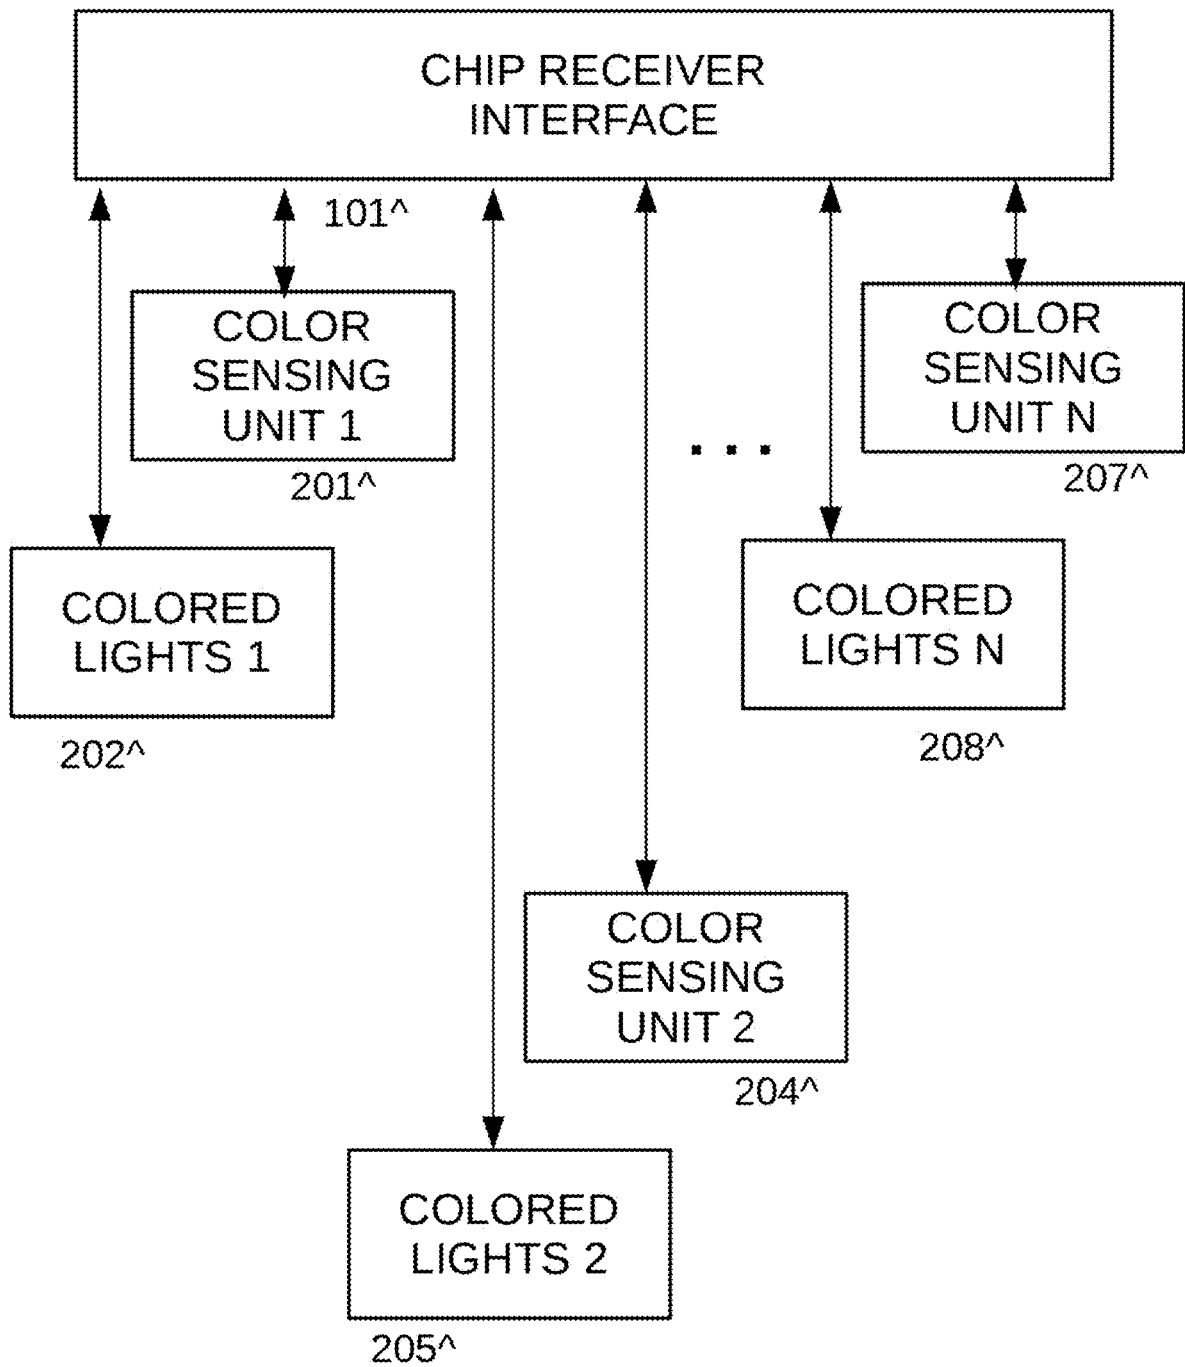 CHIP RECEIVER
INTERFACE
101^
COLOR
SENSING
UNIT 1
201^
COLOR
SENSING
UNIT N
207^
. . .
COLORED
LIGHTS 1
202^
COLORED
LIGHTS N
208^
COLOR
SENSING
UNIT 2
204^
COLORED
LIGHTS 2
205^